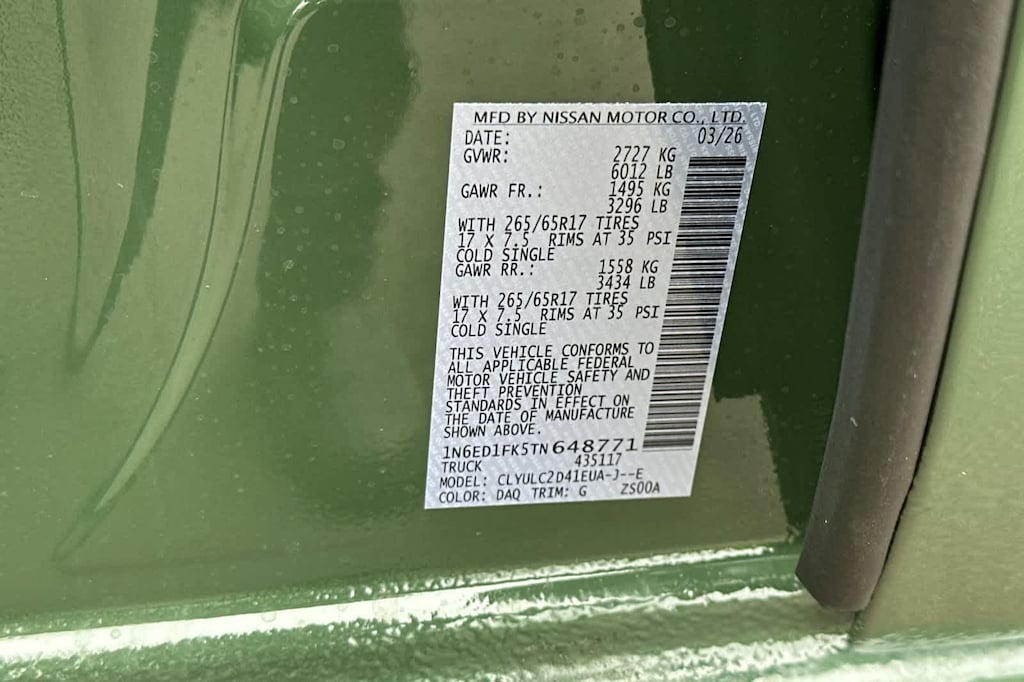 MFD BY NISSAN MOTOR CO., LTD.
DATE: 03/26
GVWR: 2727 KG
6012 LB
GAWR FR.: 1495 KG
3296 LB
WITH 265/65R17 TIRES
17 X 7.5 RIMS AT 35 PSI
COLD SINGLE
GAWR RR.: 1558 KG
3434 LB
WITH 265/65R17 TIRES
17 X 7.5 RIMS AT 35 PSI
COLD SINGLE
THIS VEHICLE CONFORMS TO
ALL APPLICABLE FEDERAL
MOTOR VEHICLE SAFETY AND
THEFT PREVENTION
STANDARDS IN EFFECT ON
THE DATE OF MANUFACTURE
SHOWN ABOVE.
1N6ED1FK5TN648771
TRUCK 435117
MODEL: CLYULC2D41EUA-J--E
COLOR: DAQ TRIM: G ZS00A